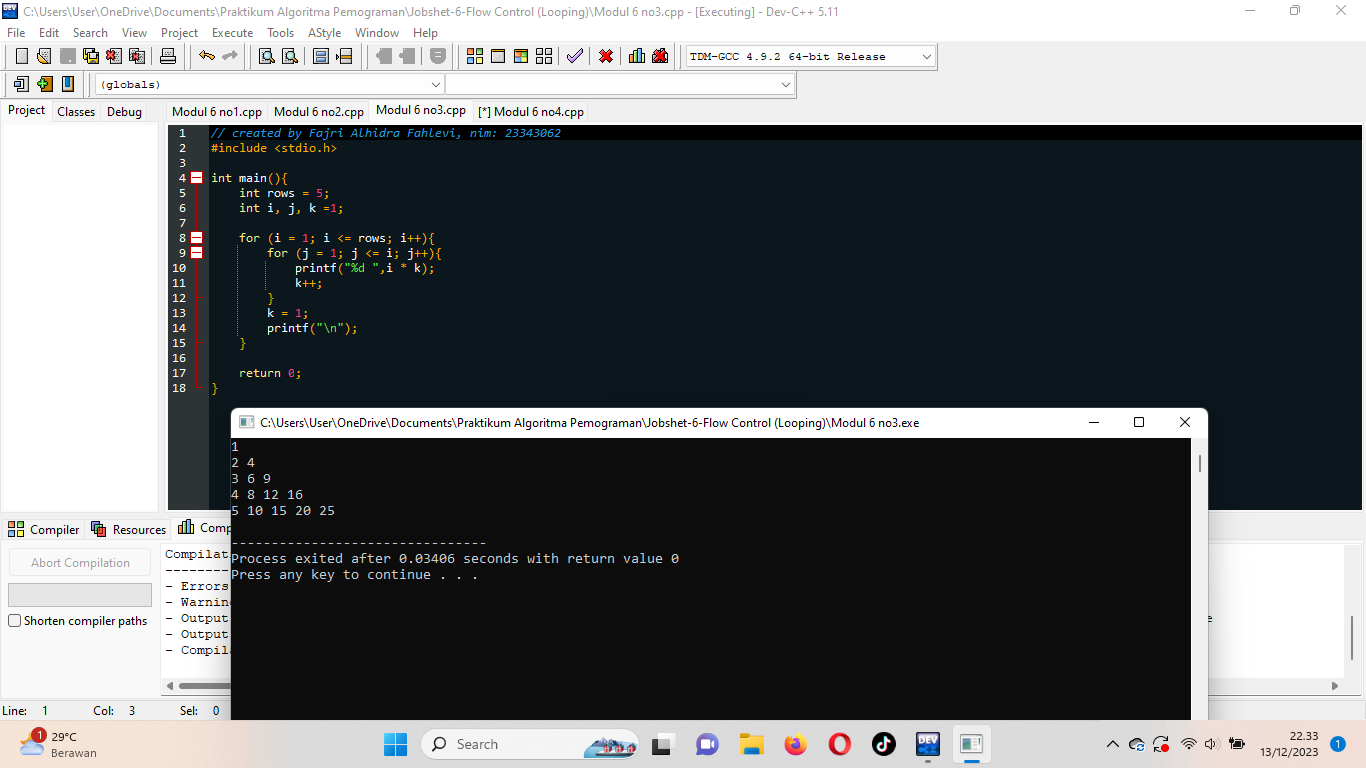 C:\Users\User\OneDrive\Documents\Praktikum Algoritma Pemograman\Jobshet-6-Flow Control (Looping)\Modul 6 no3.cpp - [Executing] - Dev-C++ 5.11
File Edit Search View Project Execute Tools AStyle Window Help
TDM-GCC 4.9.2 64-bit Release
(globals)
Project Classes Debug
Modul 6 no1.cpp Modul 6 no2.cpp Modul 6 no3.cpp [*] Modul 6 no4.cpp
1 // created by Fajri Alhidra Fahlevi, nim: 23343062
2 #include <stdio.h>
3
4 int main(){
5 int rows = 5;
6 int i, j, k =1;
7
8 for (i = 1; i <= rows; i++){
9 for (j = 1; j <= i; j++){
10 printf("%d ",i * k);
11 k++;
12 }
13 k = 1;
14 printf("\n");
15 }
16
17 return 0;
18 }
C:\Users\User\OneDrive\Documents\Praktikum Algoritma Pemograman\Jobshet-6-Flow Control (Looping)\Modul 6 no3.exe
1
2 4
3 6 9
4 8 12 16
5 10 15 20 25
--------------------------------
Process exited after 0.03406 seconds with return value 0
Press any key to continue . . .
Compiler Resources Comp
Abort Compilation
Shorten compiler paths
Compilat
--------
- Errors
- Warnin
- Output
- Output
- Compil
e
Line: 1 Col: 3 Sel: 0
1
29°C
Berawan
Search
DEV
DEV
22.33
13/12/2023
1